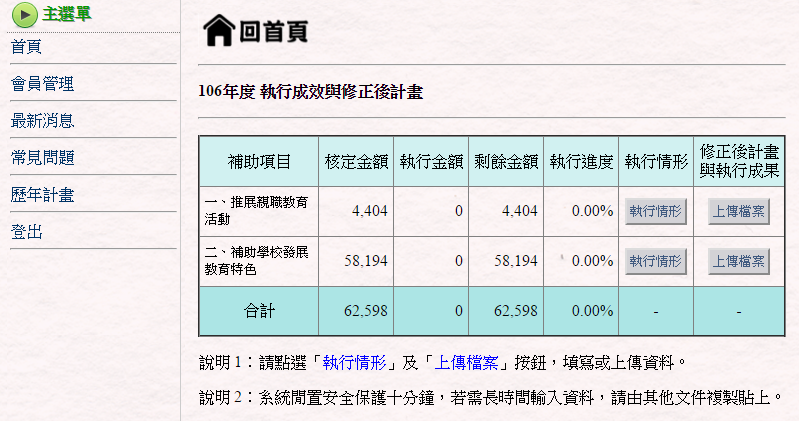 主選單
首頁
會員管理
最新消息
常見問題
歷年計畫
登出
回首頁
106年度 執行成效與修正後計畫
補助項目 核定金額 執行金額 剩餘金額 執行進度 執行情形 修正後計畫
與執行成果
一、推展親職教育
活動 4,404 0 4,404 0.00% 執行情形 上傳檔案
二、補助學校發展
教育特色 58,194 0 58,194 0.00% 執行情形 上傳檔案
合計 62,598 0 62,598 0.00% - -
說明 1：請點選「執行情形」及「上傳檔案」按鈕，填寫或上傳資料。
說明 2：系統閒置安全保護十分鐘，若需長時間輸入資料，請由其他文件複製貼上。